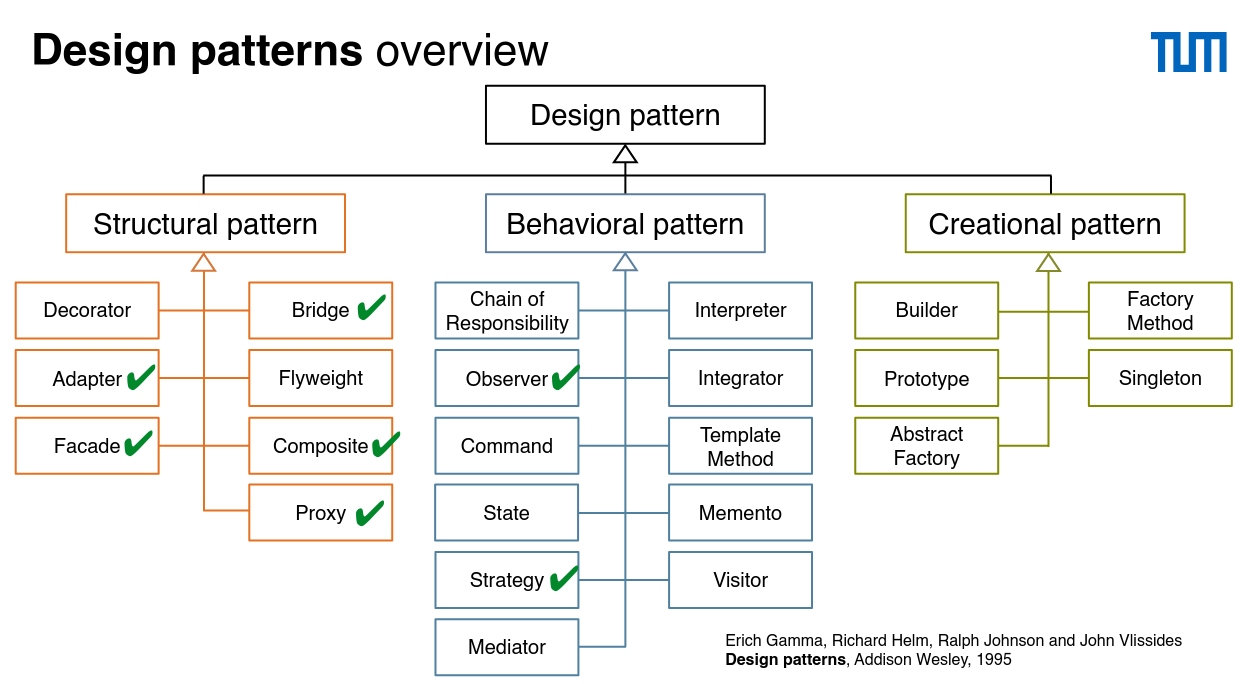 Design patterns overview
TUM
Design pattern
Structural pattern
Behavioral pattern
Creational pattern
Decorator
Bridge
Adapter
Flyweight
Facade
Composite
Proxy
Chain of
Responsibility
Interpreter
Observer
Integrator
Command
Template
Method
State
Memento
Strategy
Visitor
Mediator
Builder
Factory
Method
Prototype
Singleton
Abstract
Factory
Erich Gamma, Richard Helm, Ralph Johnson and John Vlissides
Design patterns, Addison Wesley, 1995